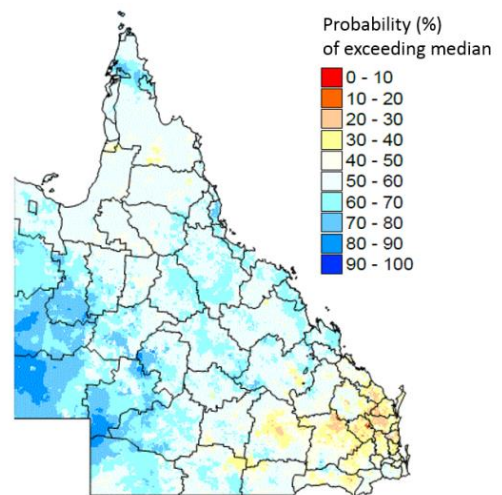 Probability (%)
of exceeding median
0 - 10
10 - 20
20 - 30
30 - 40
40 - 50
50 - 60
60 - 70
70 - 80
80 - 90
90 - 100